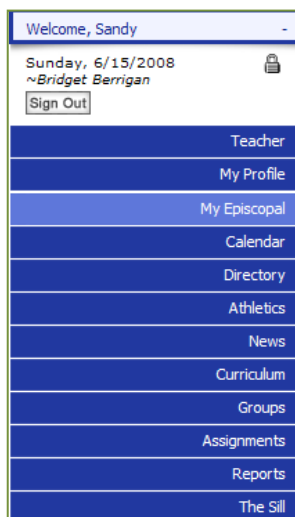 Welcome, Sandy -
Sunday, 6/15/2008
~Bridget Berrigan
Sign Out
Teacher
My Profile
My Episcopal
Calendar
Directory
Athletics
News
Curriculum
Groups
Assignments
Reports
The Sill